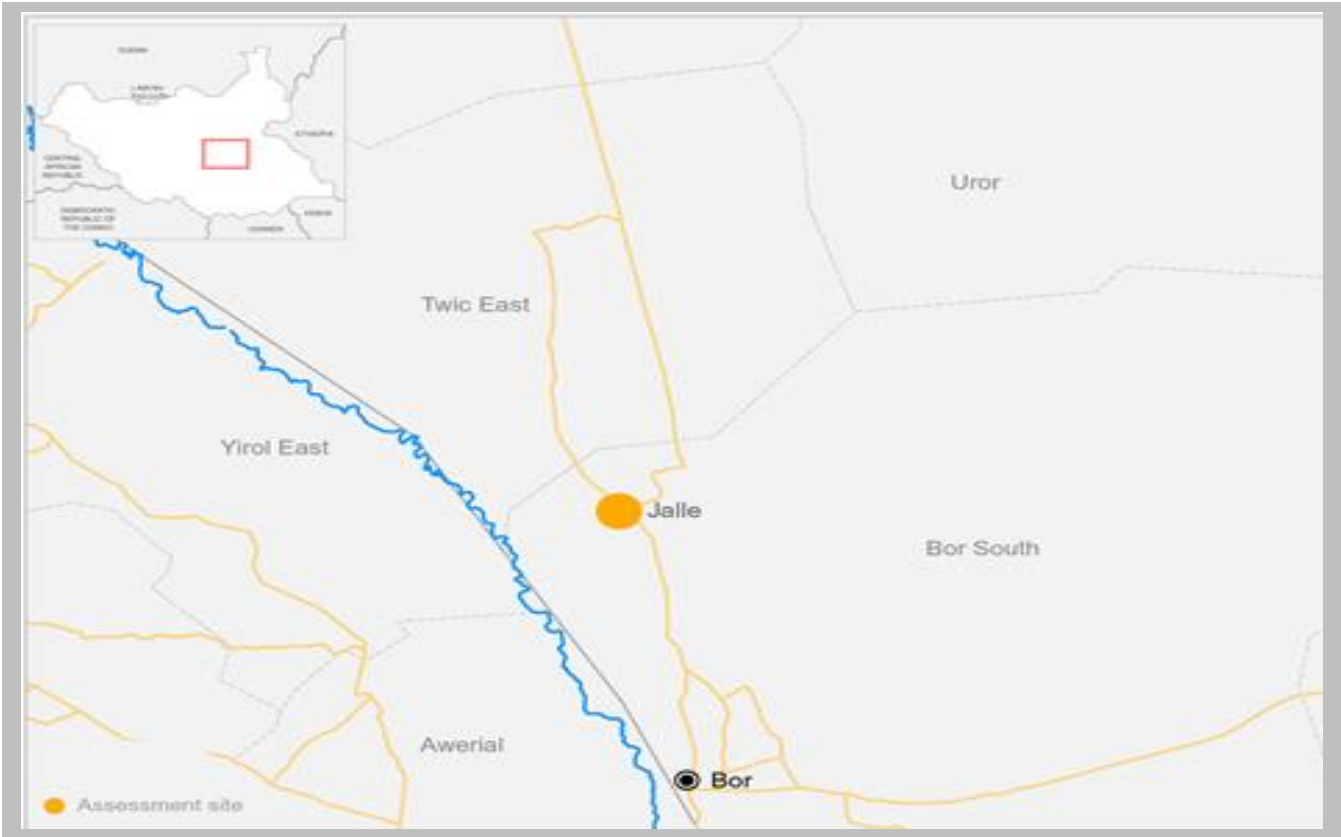 SUDAN
ETHIOPIA
CENTRAL
AFRICAN
REPUBLIC
DEMOCRATIC
REPUBLIC OF
THE CONGO
UGANDA
KENYA
Uror
Twic East
Yirol East
Jalle
Bor South
Awerial
Bor
Assessment site